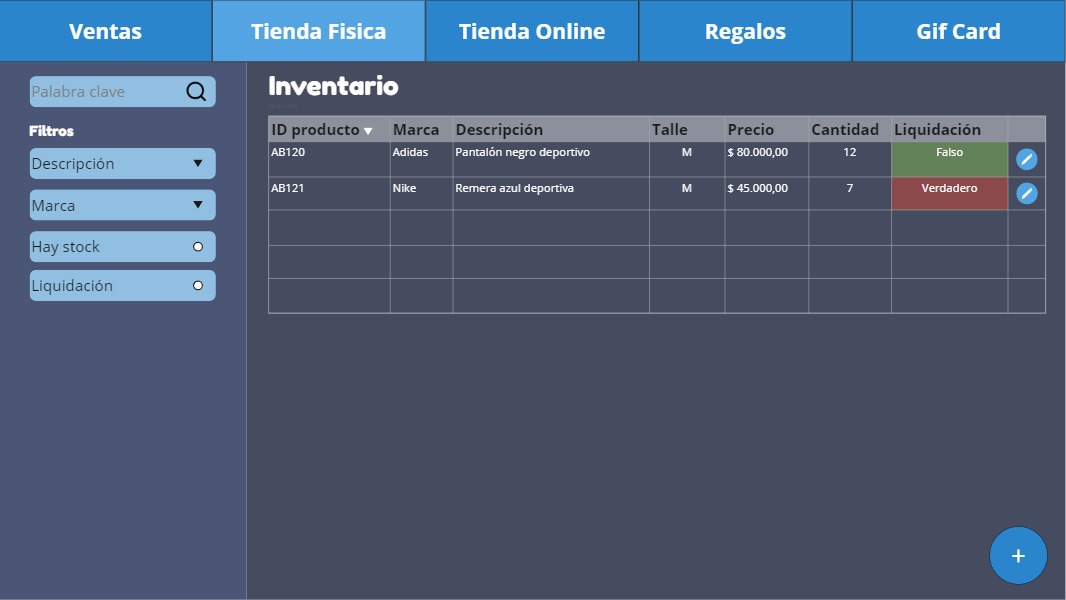 Ventas Tienda Fisica Tienda Online Regalos Gif Card
Palabra clave
Filtros
Descripción
Marca
Hay stock
Liquidación
Inventario
ID producto Marca Descripción Talle Precio Cantidad Liquidación
AB120 Adidas Pantalón negro deportivo M $ 80.000,00 12 Falso
AB121 Nike Remera azul deportiva M $ 45.000,00 7 Verdadero
+